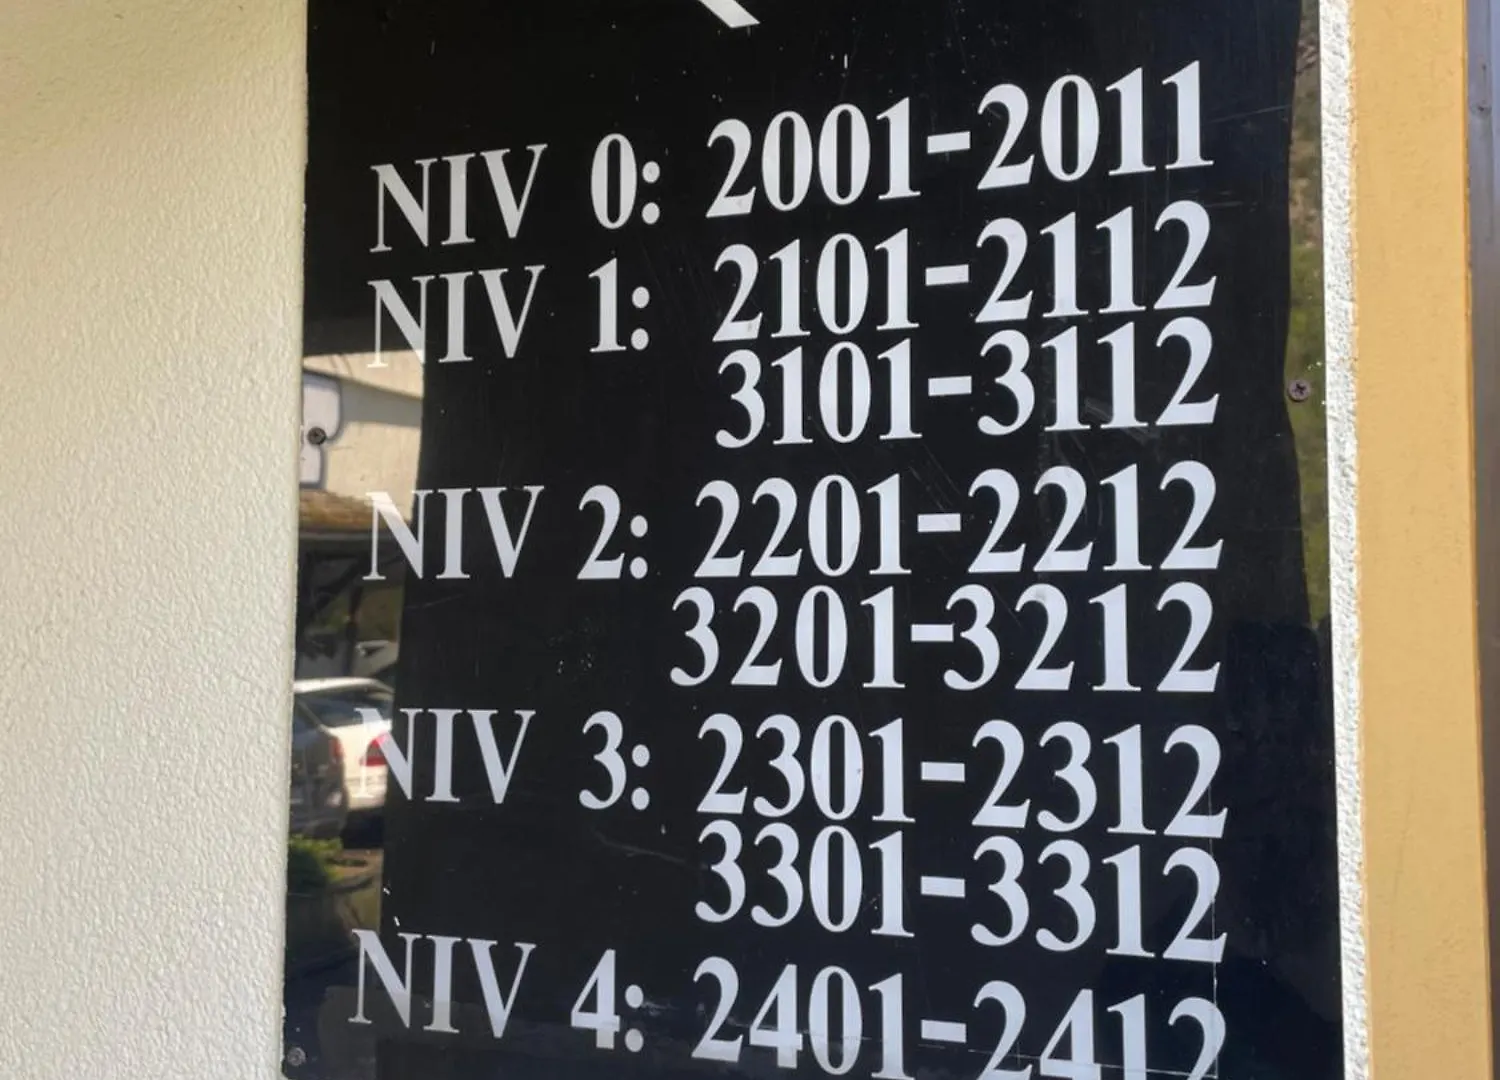 NIV 0: 2001-2011
NIV 1: 2101-2112
3101-3112
NIV 2: 2201-2212
3201-3212
NIV 3: 2301-2312
3301-3312
NIV 4: 2401-2412